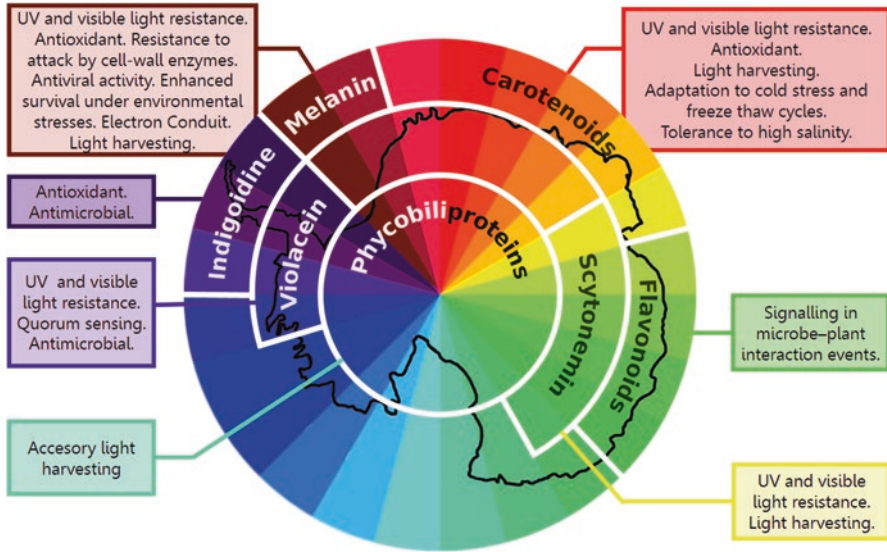 UV and visible light resistance.
Antioxidant. Resistance to
attack by cell-wall enzymes.
Antiviral activity. Enhanced
survival under environmental
stresses. Electron Conduit.
Light harvesting.
Antioxidant.
Antimicrobial.
UV and visible
light resistance.
Quorum sensing.
Antimicrobial.
Accesory light
harvesting
Melanin
Carotenoids
Indigoidine
Violacein
Phycobiliproteins
Scytonemin
Flavonoids
UV and visible light resistance.
Antioxidant.
Light harvesting.
Adaptation to cold stress and
freeze thaw cycles.
Tolerance to high salinity.
Signalling in
microbe–plant
interaction events.
UV and visible
light resistance.
Light harvesting.